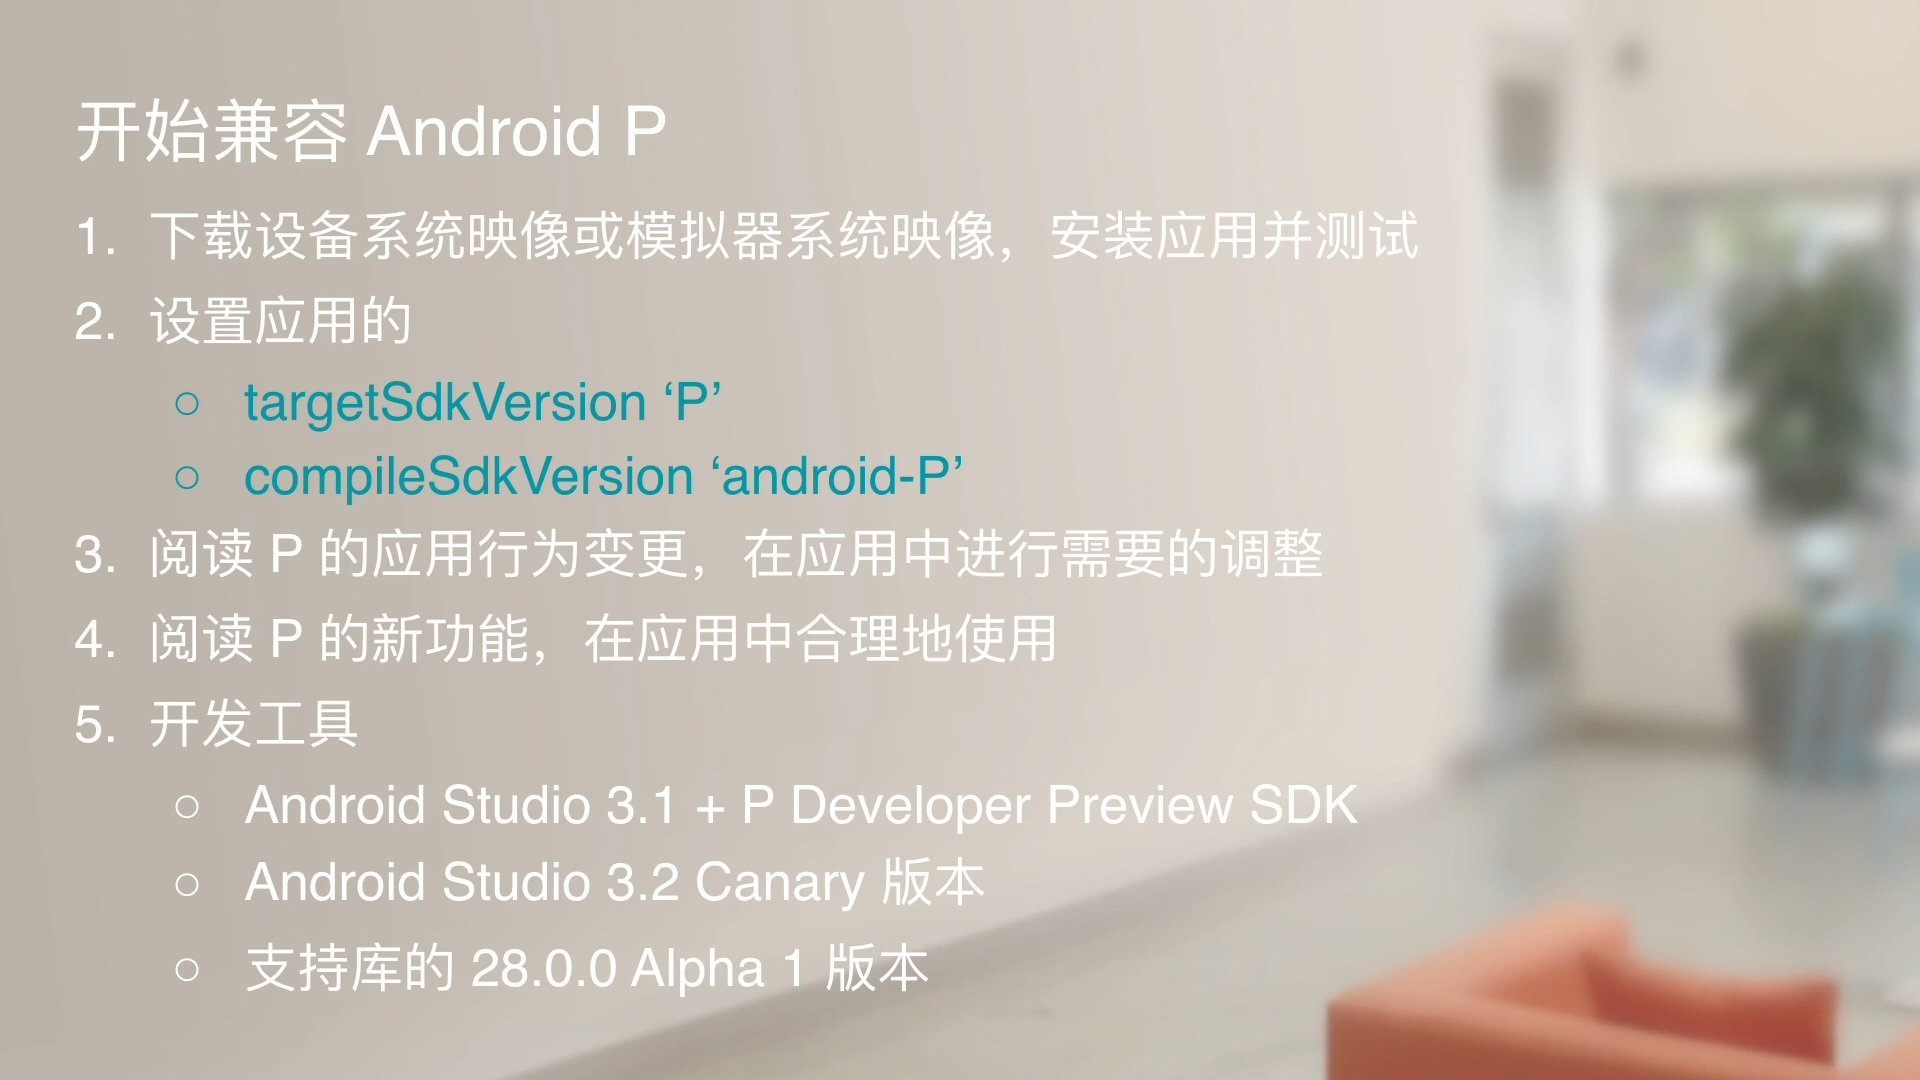 开始兼容 Android P
1. 下载设备系统映像或模拟器系统映像，安装应用并测试
2. 设置应用的
○ targetSdkVersion ‘P’
○ compileSdkVersion ‘android-P’
3. 阅读 P 的应用行为变更，在应用中进行需要的调整
4. 阅读 P 的新功能，在应用中合理地使用
5. 开发工具
○ Android Studio 3.1 + P Developer Preview SDK
○ Android Studio 3.2 Canary 版本
○ 支持库的 28.0.0 Alpha 1 版本